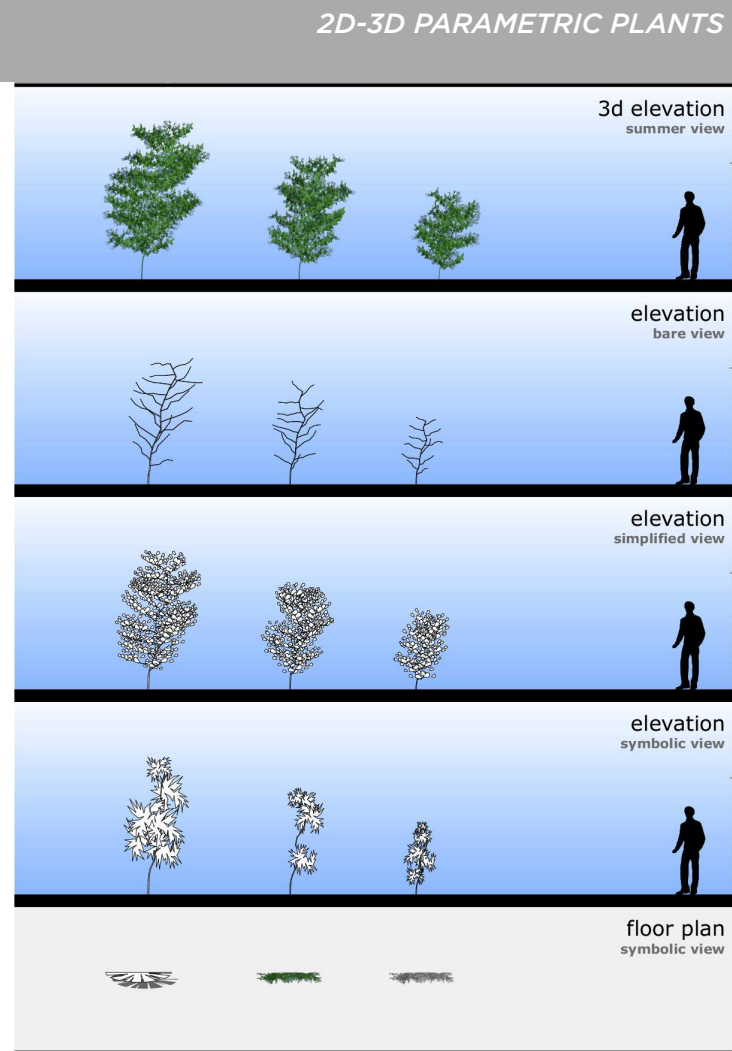 2D-3D PARAMETRIC PLANTS
3d elevation
summer view
elevation
bare view
elevation
simplified view
elevation
symbolic view
floor plan
symbolic view